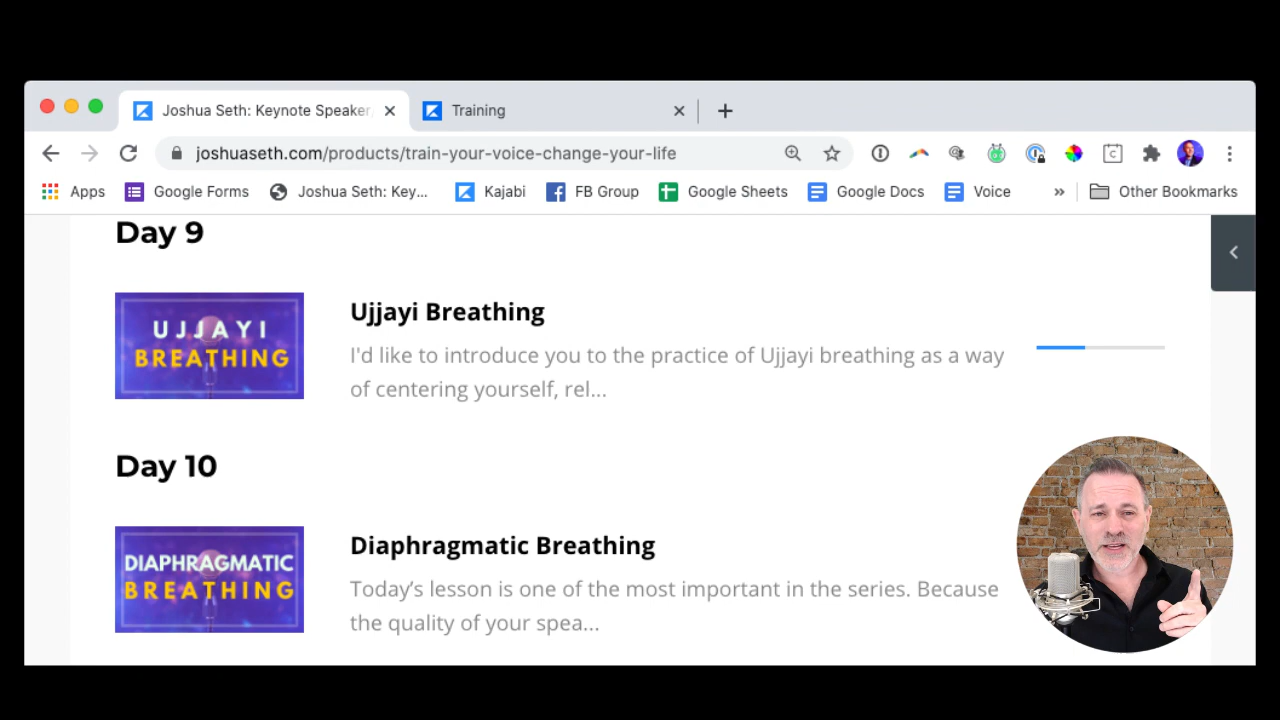 Joshua Seth: Keynote Speaker
Training
joshuaseth.com/products/train-your-voice-change-your-life
Apps
Google Forms
Joshua Seth: Key...
Kajabi
FB Group
Google Sheets
Google Docs
Voice
»
Other Bookmarks
Day 9
UJJAYI
BREATHING
Ujjayi Breathing
I'd like to introduce you to the practice of Ujjayi breathing as a way
of centering yourself, rel...
Day 10
DIAPHRAGMATIC
BREATHING
Diaphragmatic Breathing
Today’s lesson is one of the most important in the series. Because
the quality of your spea...